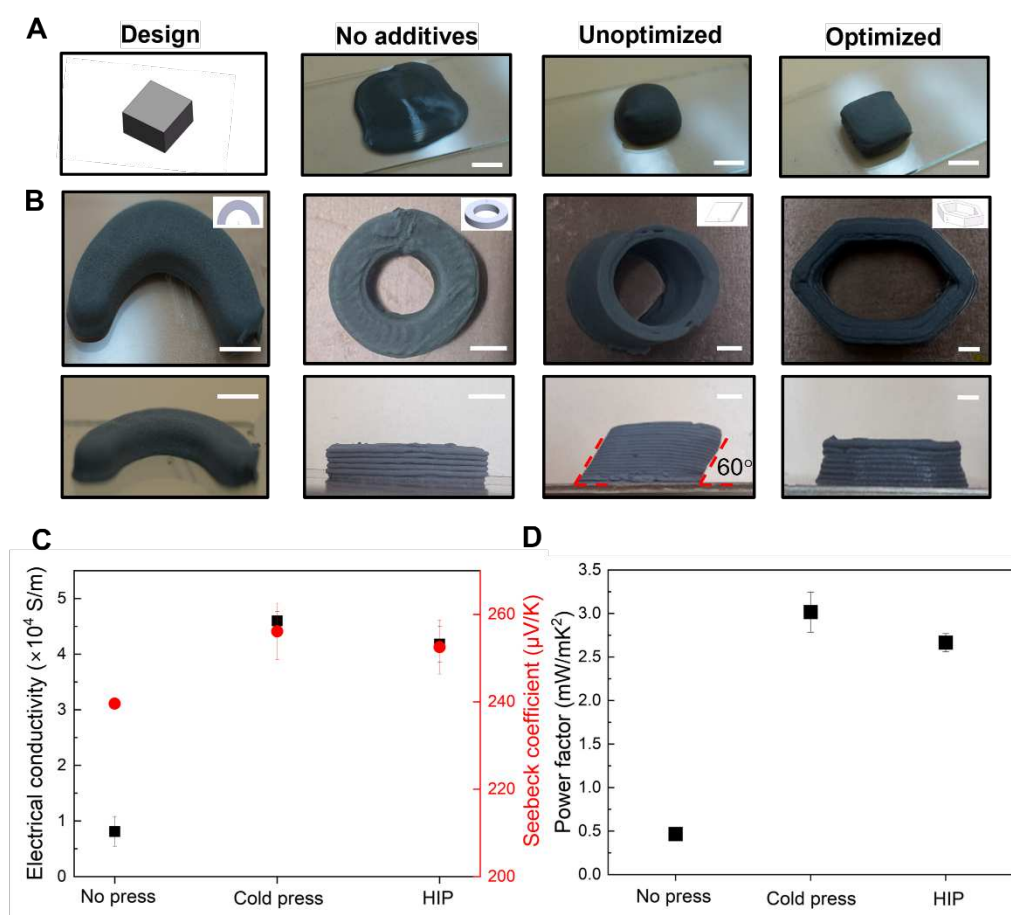 A
Design
No additives
Unoptimized
Optimized
B
60°
C
Electrical conductivity (×10⁴ S/m)
5
4
3
2
1
0
Seebeck coefficient (μV/K)
260
240
220
200
No press
Cold press
HIP
D
Power factor (mW/mK²)
3.5
3.0
2.5
2.0
1.5
1.0
0.5
0.0
No press
Cold press
HIP